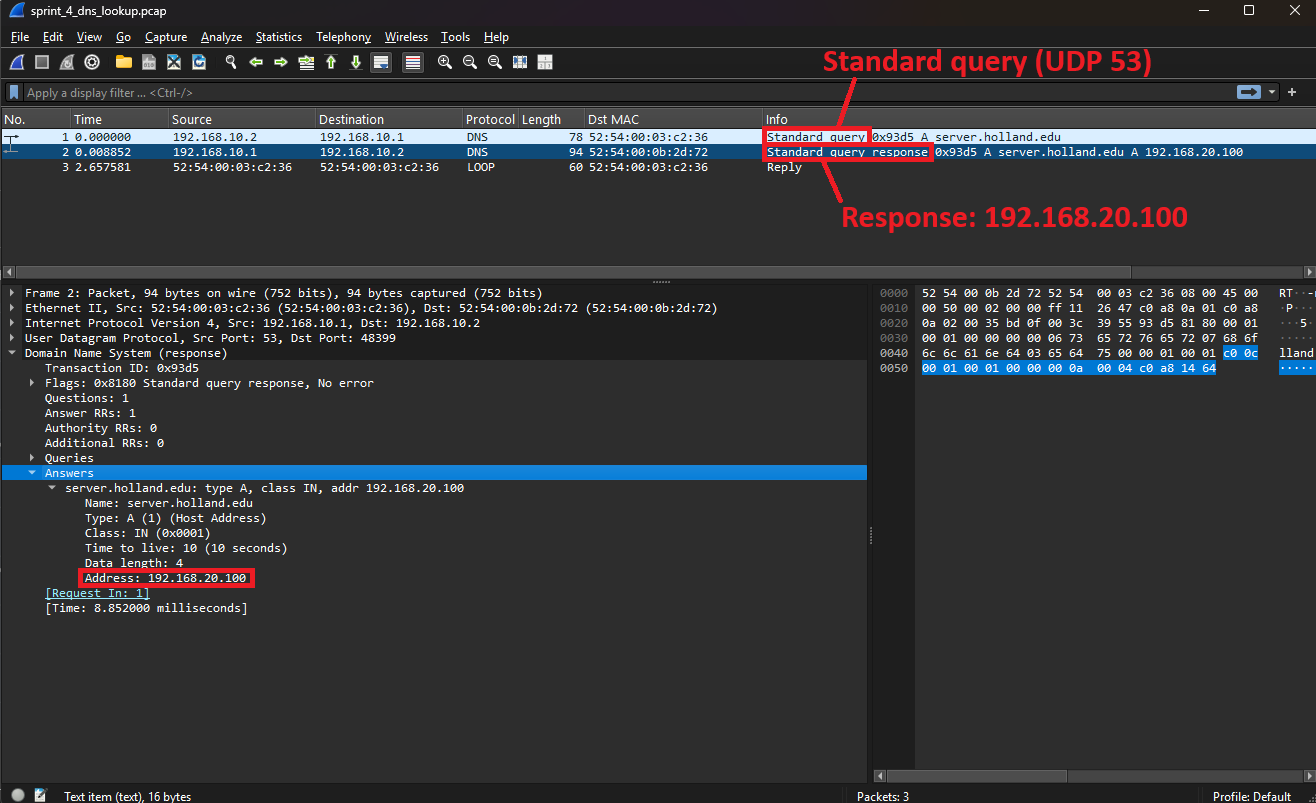 sprint_4_dns_lookup.pcap
File Edit View Go Capture Analyze Statistics Telephony Wireless Tools Help
Standard query (UDP 53)
Apply a display filter ... <Ctrl-/>
No. Time Source Destination Protocol Length Dst MAC Info
1 0.000000 192.168.10.2 192.168.10.1 DNS 78 52:54:00:03:c2:36 Standard query 0x93d5 A server.holland.edu
2 0.008852 192.168.10.1 192.168.10.2 DNS 94 52:54:00:0b:2d:72 Standard query response 0x93d5 A server.holland.edu A 192.168.20.100
3 2.657581 52:54:00:03:c2:36 52:54:00:03:c2:36 LOOP 60 52:54:00:03:c2:36 Reply
Response: 192.168.20.100
Frame 2: Packet, 94 bytes on wire (752 bits), 94 bytes captured (752 bits)
Ethernet II, Src: 52:54:00:03:c2:36 (52:54:00:03:c2:36), Dst: 52:54:00:0b:2d:72 (52:54:00:0b:2d:72)
Internet Protocol Version 4, Src: 192.168.10.1, Dst: 192.168.10.2
User Datagram Protocol, Src Port: 53, Dst Port: 48399
Domain Name System (response)
Transaction ID: 0x93d5
Flags: 0x8180 Standard query response, No error
Questions: 1
Answer RRs: 1
Authority RRs: 0
Additional RRs: 0
Queries
Answers
server.holland.edu: type A, class IN, addr 192.168.20.100
Name: server.holland.edu
Type: A (1) (Host Address)
Class: IN (0x0001)
Time to live: 10 (10 seconds)
Data length: 4
Address: 192.168.20.100
[Request In: 1]
[Time: 8.852000 milliseconds]
0000 52 54 00 0b 2d 72 52 54 00 03 c2 36 08 00 45 00 RT··-r
0010 00 50 00 02 00 00 ff 11 26 47 c0 a8 0a 01 c0 a8 ·P····
0020 0a 02 00 35 bd 0f 00 3c 39 55 93 d5 81 80 00 01 ···5··
0030 00 01 00 00 00 00 06 73 65 72 76 65 72 07 68 6f ······
0040 6c 6c 61 6e 64 03 65 64 75 00 00 01 00 01 c0 0c lland
0050 00 01 00 01 00 00 00 0a 00 04 c0 a8 14 64 ······
Text item (text), 16 bytes
Packets: 3
Profile: Default